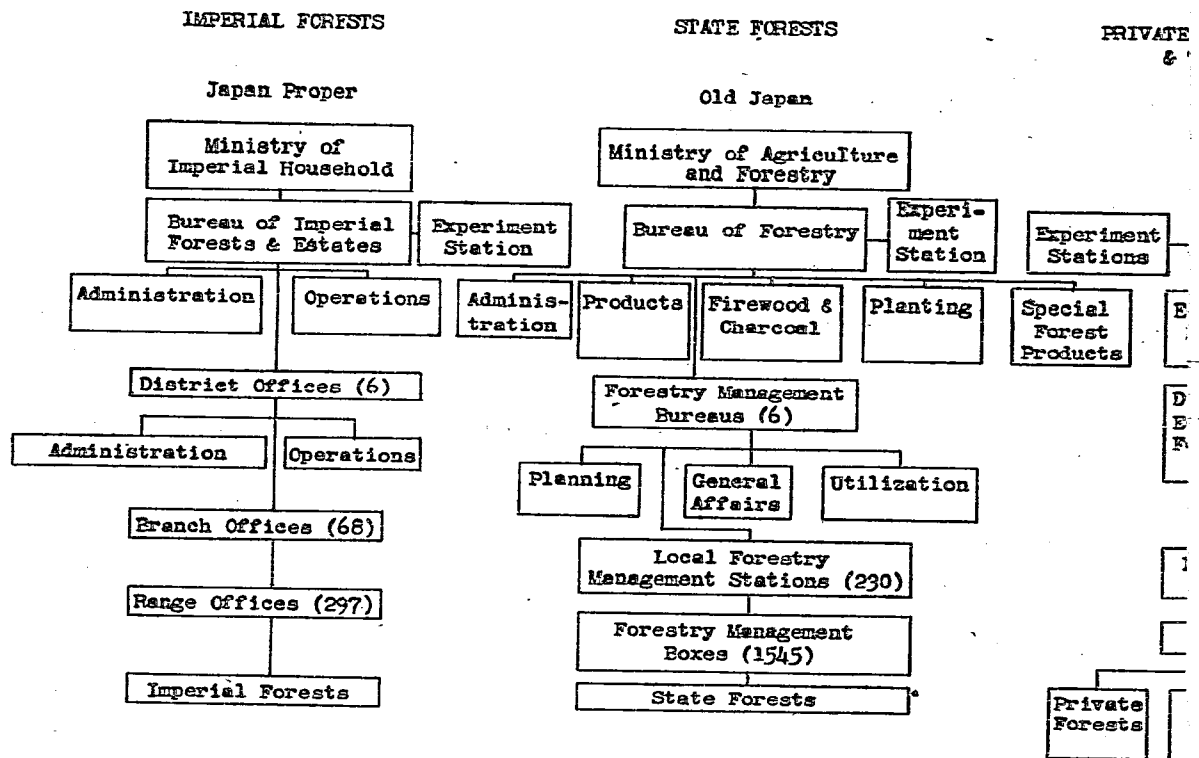 IMPERIAL FORESTS
Japan Proper
Ministry of
Imperial Household
Bureau of Imperial
Forests & Estates
Experiment
Station
Administration
Operations
District Offices (6)
Administration
Operations
Branch Offices (68)
Range Offices (297)
Imperial Forests
STATE FORESTS
Old Japan
Ministry of Agriculture
and Forestry
Bureau of Forestry
Experi-
ment
Station
Adminis-
tration
Products
Firewood &
Charcoal
Planting
Special
Forest
Products
Forestry Management
Bureaus (6)
Planning
General
Affairs
Utilization
Local Forestry
Management Stations (230)
Forestry Management
Boxes (1545)
State Forests
PRIVATE
&
Experiment
Stations
E
D
E
F
Private
Forests